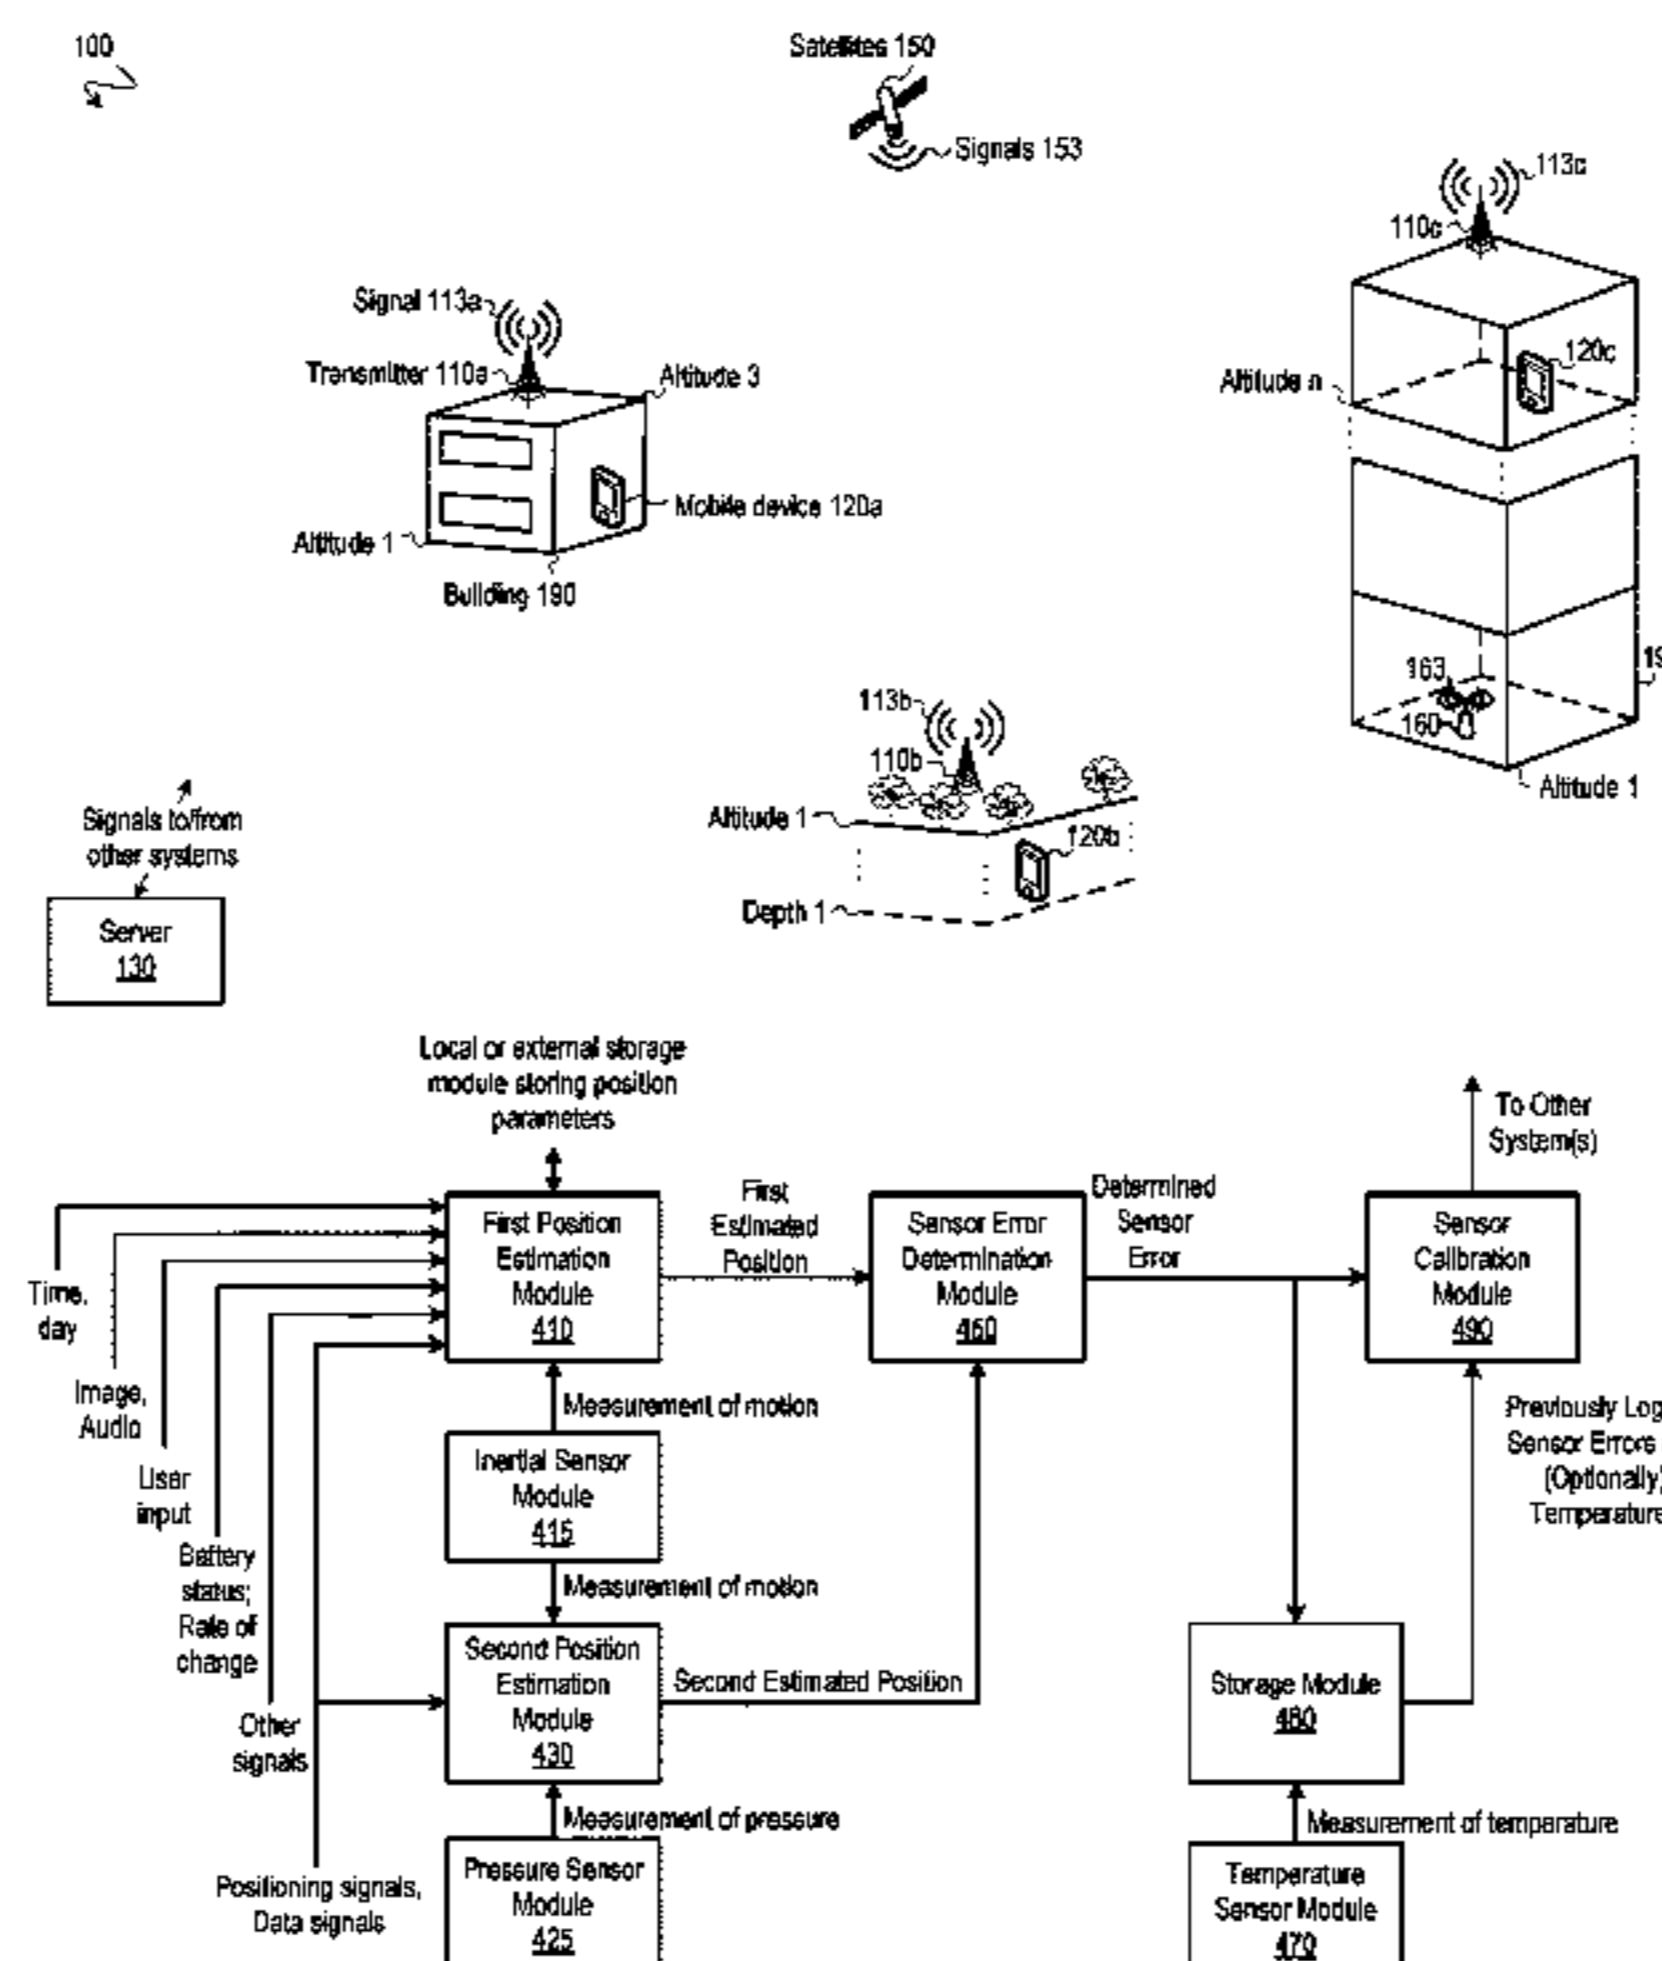 100
Satellites 150
Signals 153
113c
110c
Signal 113a
Transmitter 110a
Altitude 3
120c
Altitude n
Mobile device 120a
Altitude 1
Building 190
163
160
113b
110b
Altitude 1
Altitude 1
120b
Depth 1
Signals to/from
other systems
Server
130
Local or external storage
module storing position
parameters
To Other
System(s)
First Position
Estimation
Module
410
First
Estimated
Position
Sensor Error
Determination
Module
460
Determined
Sensor
Error
Sensor
Calibration
Module
490
Time,
day
Image,
Audio
User
input
Battery
status;
Rate of
change
Other
signals
Positioning signals,
Data signals
Measurement of motion
Inertial Sensor
Module
415
Measurement of motion
Previously
Sensor Errors
(Optionally)
Temperature
Second Position
Estimation
Module
430
Second Estimated Position
Storage Module
480
Measurement of pressure
Pressure Sensor
Module
425
Measurement of temperature
Temperature
Sensor Module
470